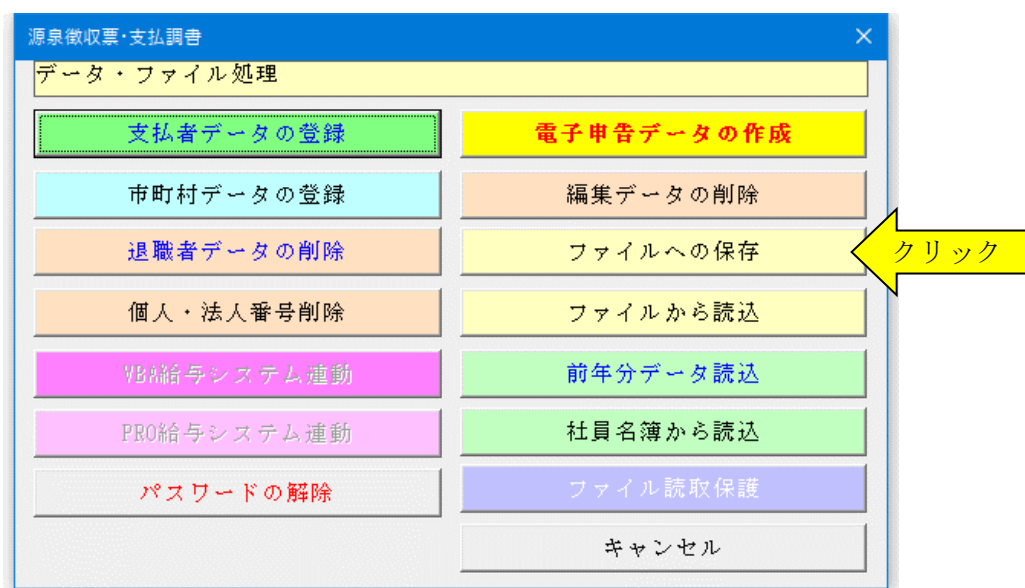 源泉徴収票･支払調書
データ・ファイル処理
支払者データの登録
電子申告データの作成
市町村データの登録
編集データの削除
退職者データの削除
ファイルへの保存
クリック
個人・法人番号削除
ファイルから読込
VBA給与システム連動
前年分データ読込
PRO給与システム連動
社員名簿から読込
パスワードの解除
ファイル読取保護
キャンセル